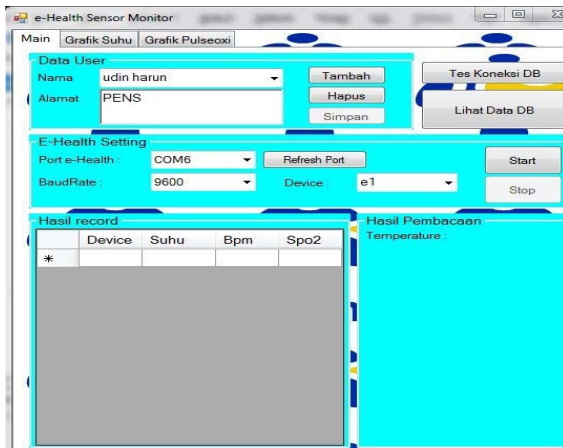 e-Health Sensor Monitor
Main Grafik Suhu Grafik Pulseoxi
Data User
Nama udin harun Tambah Tes Koneksi DB
Alamat PENS Hapus Lihat Data DB
Simpan
E-Health Setting
Port e-Health : COM6 Refresh Port Start
BaudRate : 9600 Device : e1 Stop
Hasil record Hasil Pembacaan
Device Suhu Bpm Spo2 Temperature :
*